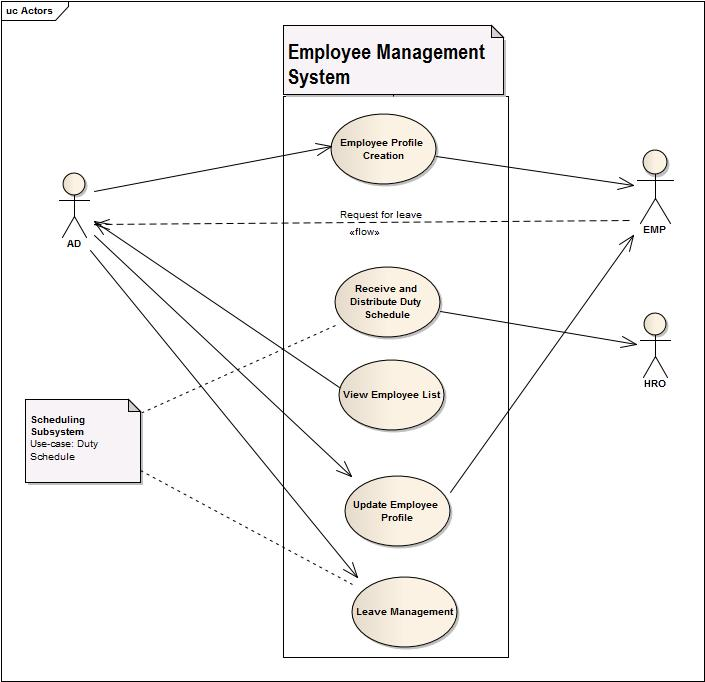 uc Actors
Employee Management
System
Employee Profile
Creation
Request for leave
«flow»
AD
EMP
Receive and
Distribute Duty
Schedule
HRO
View Employee List
Scheduling
Subsystem
Use-case: Duty
Schedule
Update Employee
Profile
Leave Management